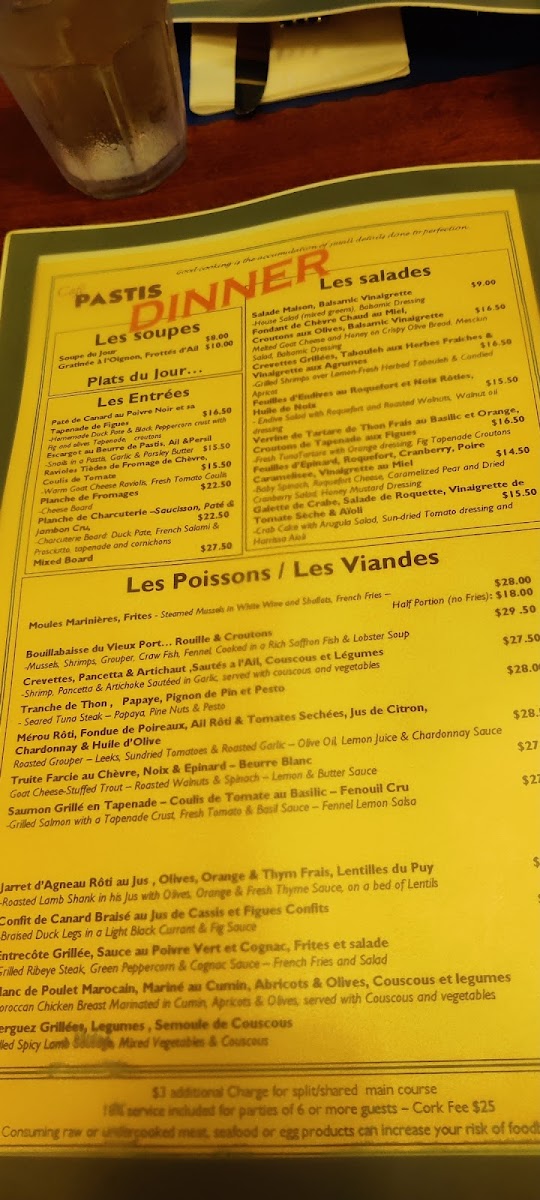 Good cooking is the accumulation of small details done to perfection.
Café
PASTIS
DINNER
Les soupes
Soupe du Jour $8.00
Gratinée à l'Oignon, Frottés d'Ail $10.00
Plats du Jour...
Les Entrées
Paté de Canard au Poivre Noir et sa
Tapenade de Figues $16.50
-Homemade Duck Pate & Black Peppercorn crust with
Fig and olives Tapenade, croutons
Escargot au Beurre de Pastis, Ail &Persil
-Snails in a Pastis, Garlic & Parsley Butter $15.50
Ravioles Tièdes de Fromage de Chèvre,
Coulis de Tomate $15.50
-Warm Goat Cheese Raviolis, Fresh Tomato Coulis
Planche de Fromages $22.50
-Cheese Board
Planche de Charcuterie –Saucisson, Paté &
Jambon Cru, $22.50
-Charcuterie Board: Duck Pate, French Salami &
Prosciutto, tapenade and cornichons
Mixed Board $27.50
Les salades
Salade Maison, Balsamic Vinaigrette $9.00
-House Salad (mixed greens), Balsamic Dressing
Fondant de Chèvre Chaud au Miel,
Croutons aux Olives, Balsamic Vinaigrette $16.50
Melted Goat Cheese and Honey on Crispy Olive Bread, Mesclun
Salad, Balsamic Dressing
Crevettes Grillées, Tabouleh aux Herbes Fraiches &
Vinaigrette aux Agrumes $16.50
-Grilled Shrimps over Lemon-Fresh Herbed Tabouleh & Candied
Apricot
Feuilles d'Endives au Roquefort et Noix Rôties,
Huile de Noix $15.50
- Endive Salad with Roquefort and Roasted Walnuts, Walnut oil
dressing
Verrine de Tartare de Thon Frais au Basilic et Orange,
Croutons de Tapenade aux Figues $16.50
-Fresh TunaTartare with Orange dressing, Fig Tapenade Croutons
Feuilles d'Epinard, Roquefort, Cranberry, Poire
Caramelisee, Vinaigrette au Miel $14.50
-Baby Spinach, Roquefort Cheese, Caramelized Pear and Dried
Cranberry Salad, Honey Mustard Dressing
Galette de Crabe, Salade de Roquette, Vinaigrette de
Tomate Sèche & Aïoli $15.50
-Crab Cake with Arugula Salad, Sun-dried Tomato dressing and
Harrissa Aioli
Les Poissons / Les Viandes
Moules Marinières, Frites - Steamed Mussels in White Wine and Shallots, French Fries – $28.00
Half Portion (no Fries): $18.00
Bouillabaisse du Vieux Port... Rouille & Croutons $29 .50
-Mussels, Shrimps, Grouper, Craw Fish, Fennel, Cooked in a Rich Saffron Fish & Lobster Soup
Crevettes, Pancetta & Artichaut ,Sautés a l'Ail, Couscous et Légumes $27.50
-Shrimp, Pancetta & Artichoke Sautéed in Garlic, served with couscous and vegetables
Tranche de Thon , Papaye, Pignon de Pin et Pesto $28.0
- Seared Tuna Steak – Papaya, Pine Nuts & Pesto
Mérou Rôti, Fondue de Poireaux, Ail Rôti & Tomates Sechées, Jus de Citron,
Chardonnay & Huile d'Olive $28.
Roasted Grouper – Leeks, Sundried Tomatoes & Roasted Garlic – Olive Oil, Lemon Juice & Chardonnay Sauce
Truite Farcie au Chèvre, Noix & Epinard – Beurre Blanc $27
Goat Cheese-Stuffed Trout – Roasted Walnuts & Spinach – Lemon & Butter Sauce
Saumon Grillé en Tapenade – Coulis de Tomate au Basilic – Fenouil Cru $27
-Grilled Salmon with a Tapenade Crust, Fresh Tomato & Basil Sauce – Fennel Lemon Salsa
Jarret d'Agneau Rôti au Jus , Olives, Orange & Thym Frais, Lentilles du Puy $
-Roasted Lamb Shank in his Jus with Olives, Orange & Fresh Thyme Sauce, on a bed of Lentils
Confit de Canard Braisé au Jus de Cassis et Figues Confits
Braised Duck Legs in a Light Black Currant & Fig Sauce
Entrecôte Grillée, Sauce au Poivre Vert et Cognac, Frites et salade
Grilled Ribeye Steak, Green Peppercorn & Cognac Sauce – French Fries and Salad
lanc de Poulet Marocain, Mariné au Cumin, Abricots & Olives, Couscous et legumes
oroccan Chicken Breast Marinated in Cumin, Apricots & Olives, served with Couscous and vegetables
erguez Grillées, Legumes , Semoule de Couscous
lled Spicy Lamb Sausage, Mixed Vegetables & Couscous
$3 additional Charge for split/shared main course
18% service included for parties of 6 or more guests – Cork Fee $25
Consuming raw or undercooked meat, seafood or egg products can increase your risk of food